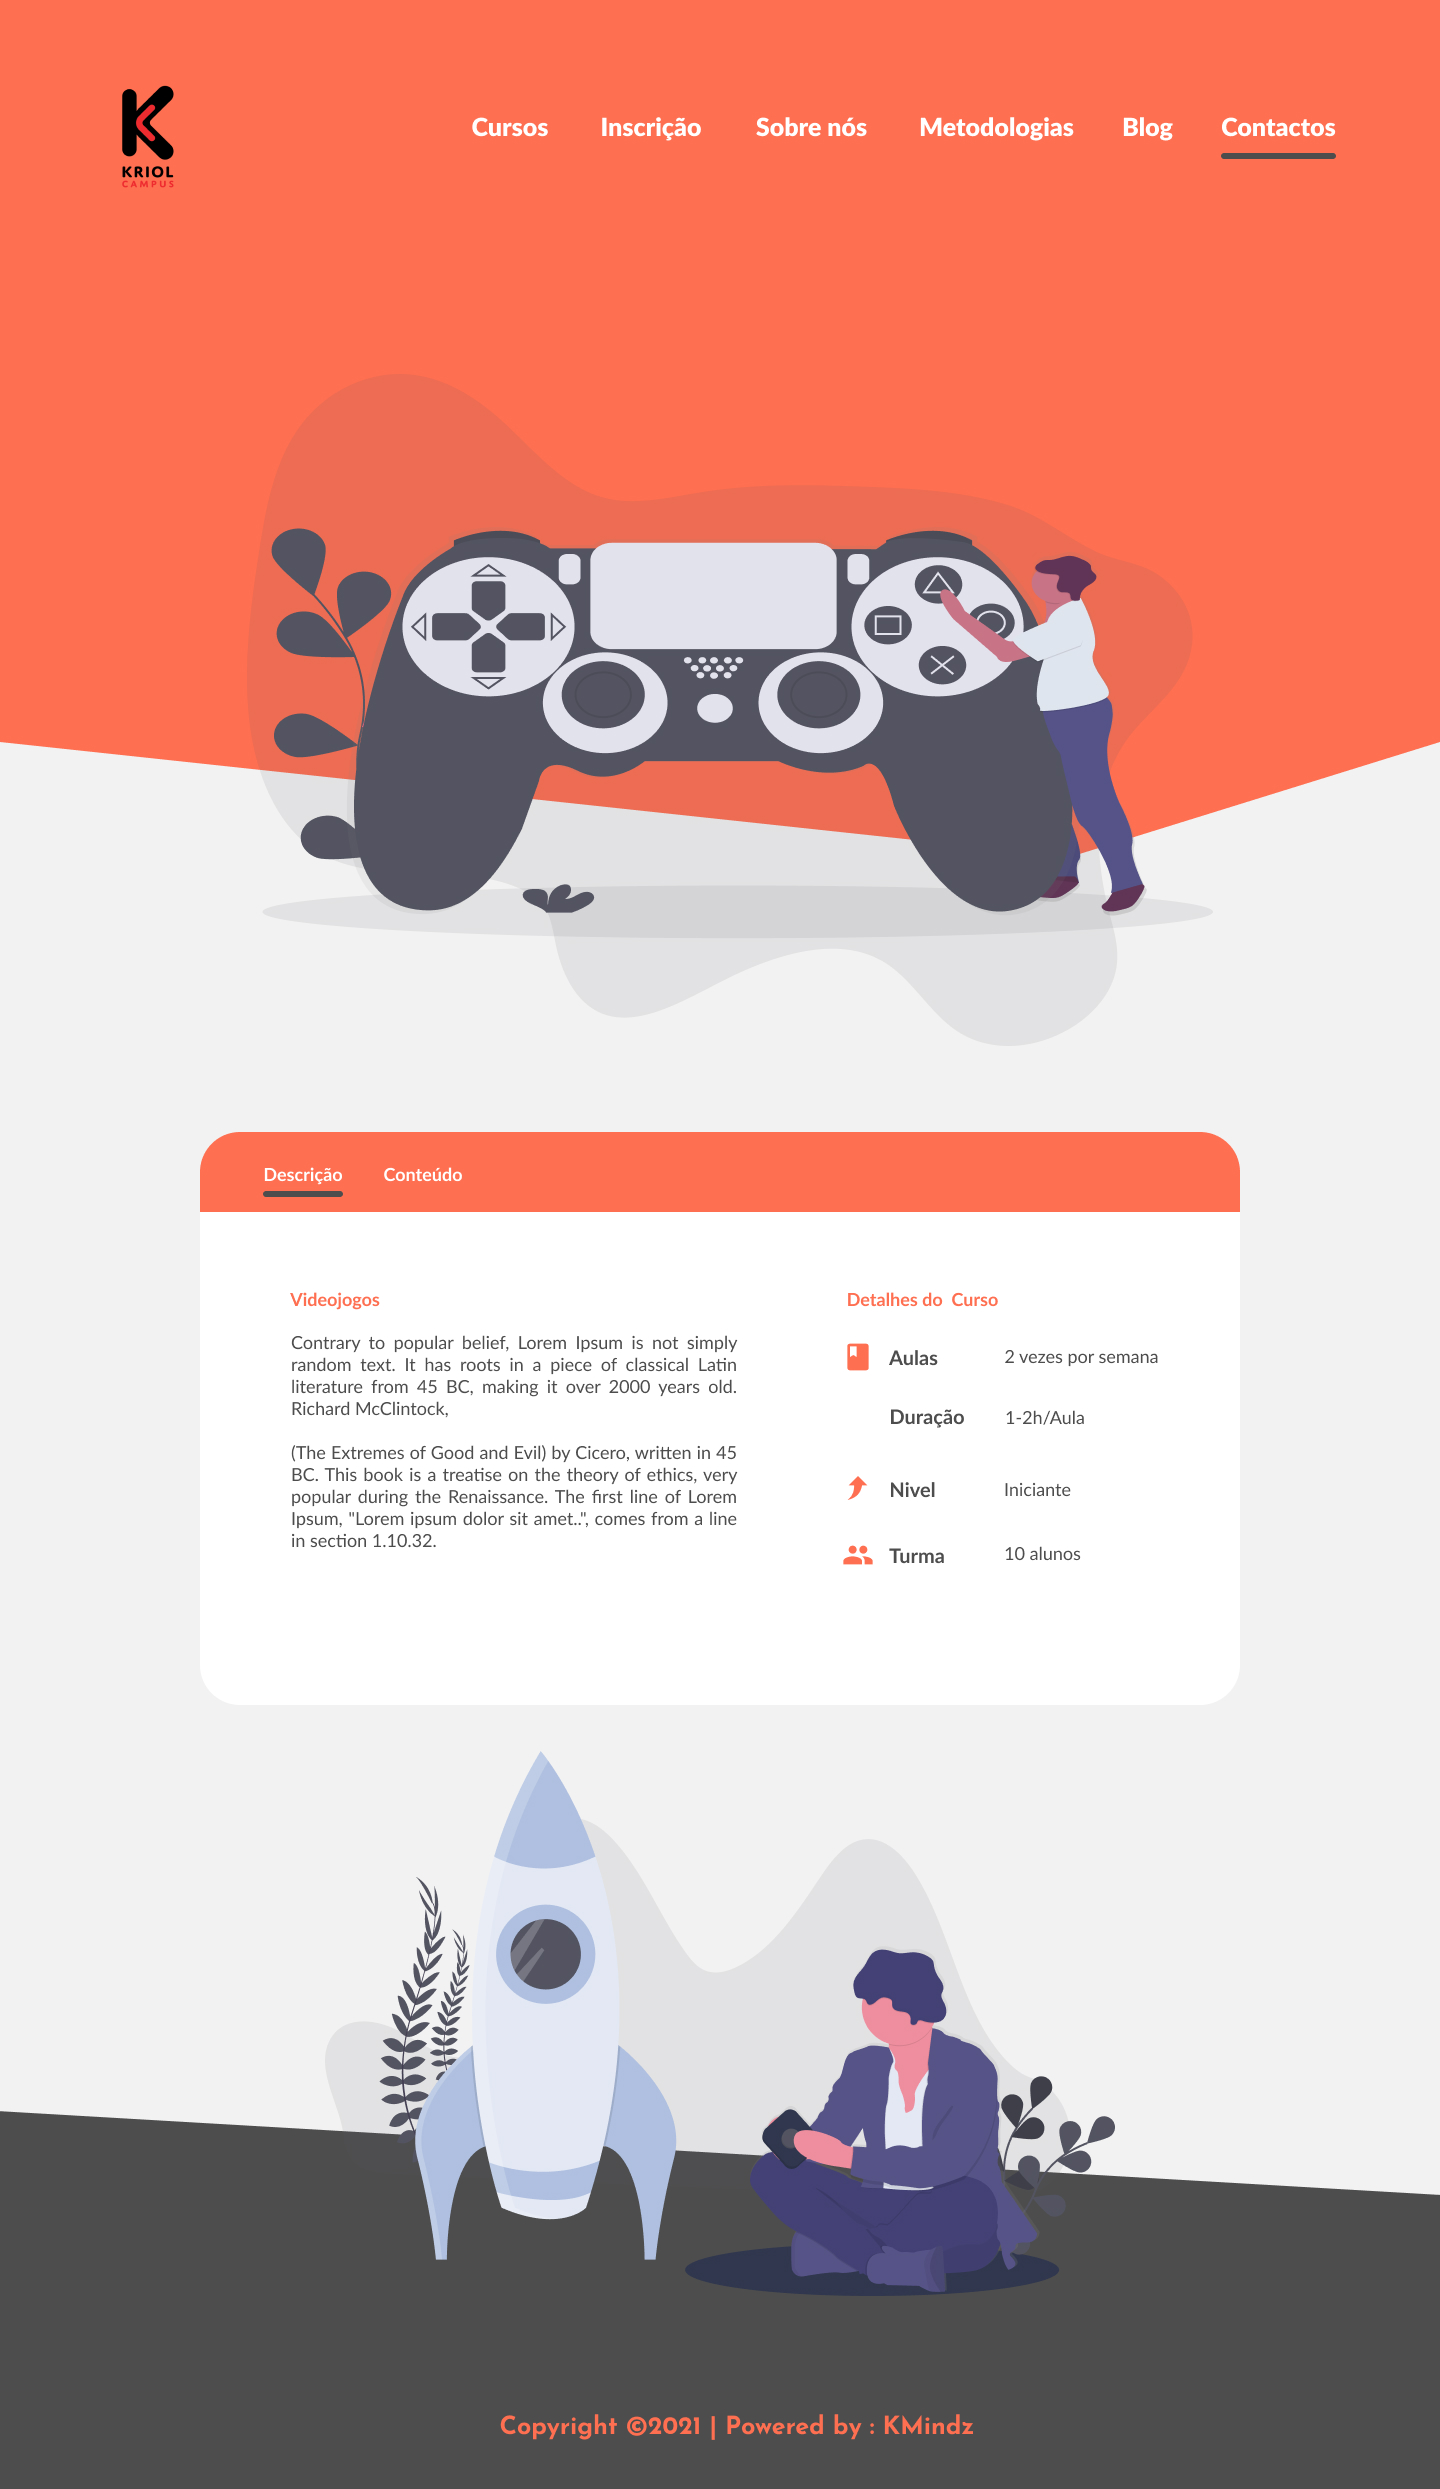 KRIOL
CAMPUS
Cursos Inscrição Sobre nós Metodologias Blog Contactos
Descrição Conteúdo
Videojogos
Contrary to popular belief, Lorem Ipsum is not simply
random text. It has roots in a piece of classical Latin
literature from 45 BC, making it over 2000 years old.
Richard McClintock,
(The Extremes of Good and Evil) by Cicero, written in 45
BC. This book is a treatise on the theory of ethics, very
popular during the Renaissance. The first line of Lorem
Ipsum, "Lorem ipsum dolor sit amet..", comes from a line
in section 1.10.32.
Detalhes do Curso
Aulas 2 vezes por semana
Duração 1-2h/Aula
Nivel Iniciante
Turma 10 alunos
Copyright ©2021 | Powered by : KMindz